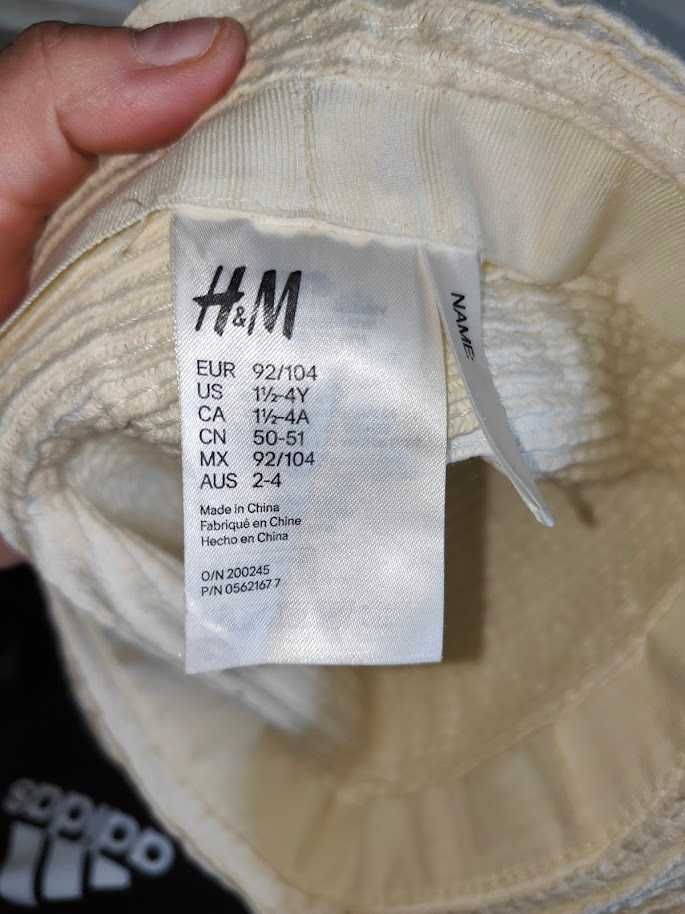 H&M
EUR 92/104
US 1½-4Y
CA 1½-4A
CN 50-51
MX 92/104
AUS 2-4
Made in China
Fabriqué en Chine
Hecho en China
O/N 200245
P/N 0562167 7
NAME:
adidas